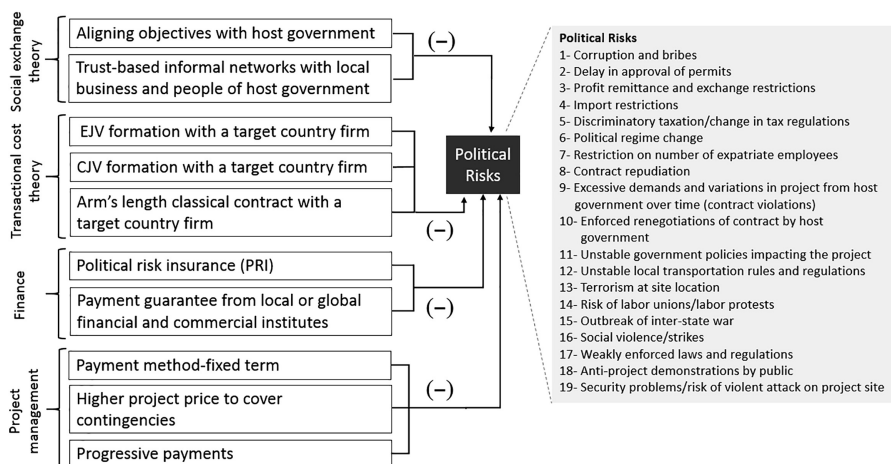 Social exchange
theory
Aligning objectives with host government
Trust-based informal networks with local
business and people of host government
(–)
Transactional cost
theory
EJV formation with a target country firm
CJV formation with a target country firm
Arm's length classical contract with a
target country firm
(–)
Finance
Political risk insurance (PRI)
Payment guarantee from local or global
financial and commercial institutes
(–)
Project
management
Payment method-fixed term
Higher project price to cover
contingencies
Progressive payments
(–)
Political
Risks
Political Risks
1- Corruption and bribes
2- Delay in approval of permits
3- Profit remittance and exchange restrictions
4- Import restrictions
5- Discriminatory taxation/change in tax regulations
6- Political regime change
7- Restriction on number of expatriate employees
8- Contract repudiation
9- Excessive demands and variations in project from host
government over time (contract violations)
10- Enforced renegotiations of contract by host
government
11- Unstable government policies impacting the project
12- Unstable local transportation rules and regulations
13- Terrorism at site location
14- Risk of labor unions/labor protests
15- Outbreak of inter-state war
16- Social violence/strikes
17- Weakly enforced laws and regulations
18- Anti-project demonstrations by public
19- Security problems/risk of violent attack on project site